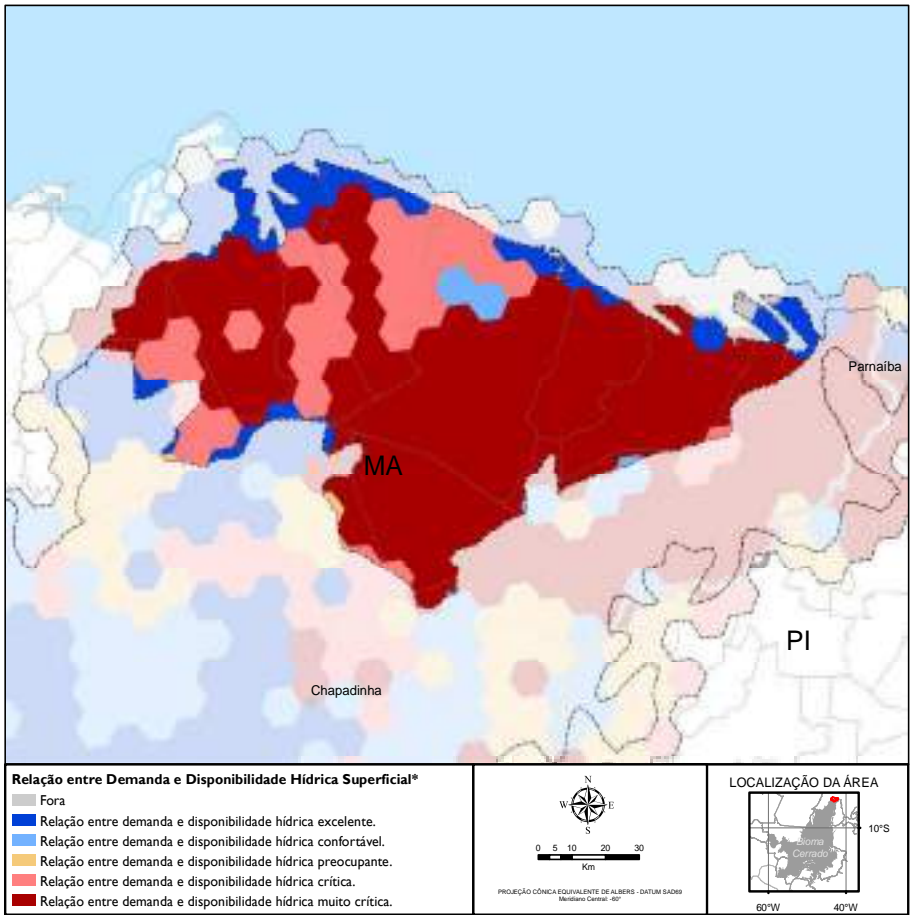 Parnaíba
MA
PI
Chapadinha
Relação entre Demanda e Disponibilidade Hídrica Superficial*
Fora
Relação entre demanda e disponibilidade hídrica excelente.
Relação entre demanda e disponibilidade hídrica confortável.
Relação entre demanda e disponibilidade hídrica preocupante.
Relação entre demanda e disponibilidade hídrica crítica.
Relação entre demanda e disponibilidade hídrica muito crítica.
N
W E
S
0 5 10 20 30
Km
PROJEÇÃO CÔNICA EQUIVALENTE DE ALBERS - DATUM SAD69
Meridiano Central: -60°
LOCALIZAÇÃO DA ÁREA
10°S
Bioma
Cerrado
60°W 40°W